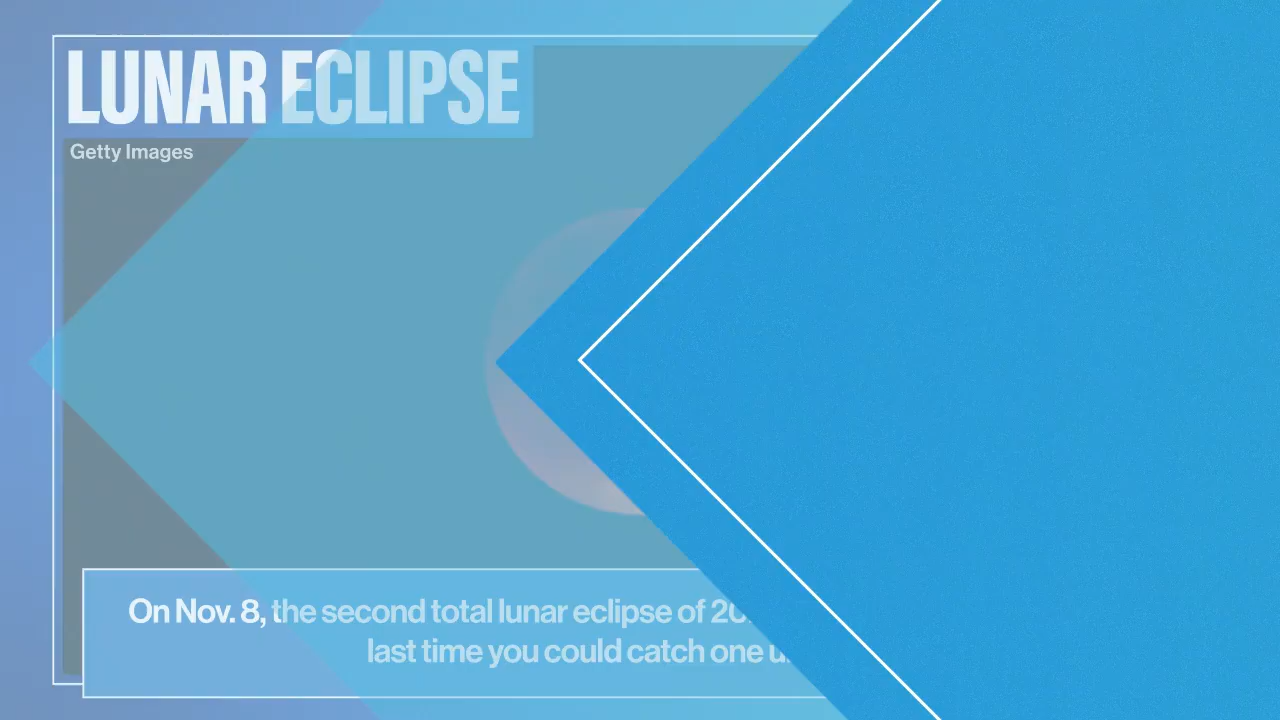 LUNAR ECLIPSE
Getty Images
On Nov. 8, the second total lunar eclipse of
last time you could catch one